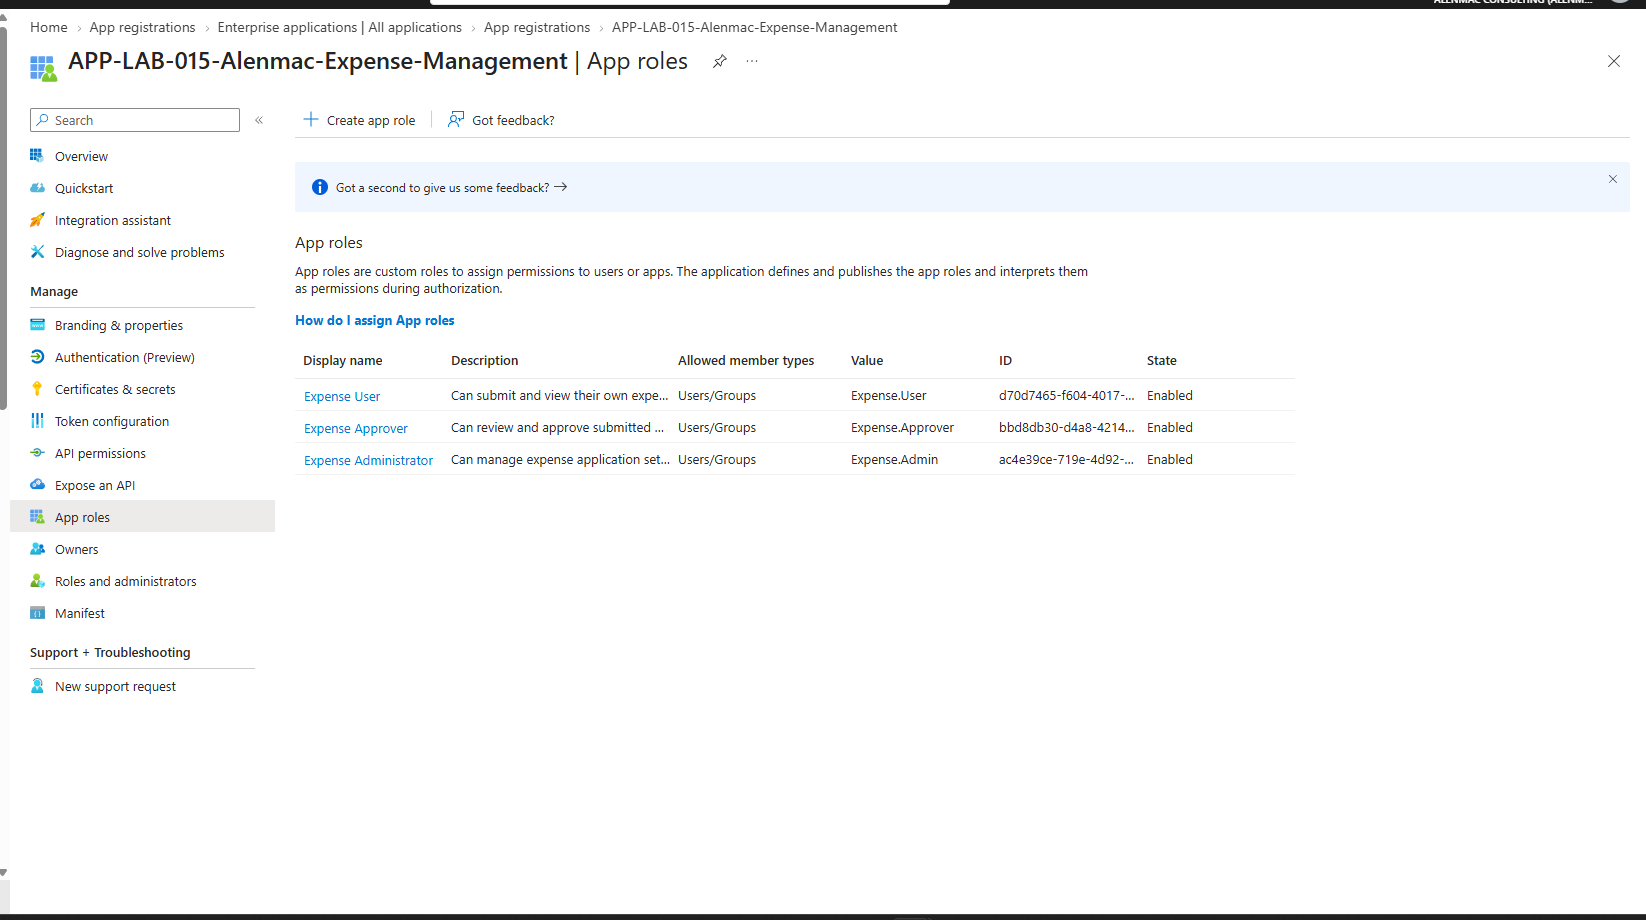 Home › App registrations › Enterprise applications | All applications › App registrations › APP-LAB-015-Alenmac-Expense-Management
APP-LAB-015-Alenmac-Expense-Management | App roles
Search
Overview
Quickstart
Integration assistant
Diagnose and solve problems
Manage
Branding & properties
Authentication (Preview)
Certificates & secrets
Token configuration
API permissions
Expose an API
App roles
Owners
Roles and administrators
Manifest
Support + Troubleshooting
New support request
Create app role
Got feedback?
Got a second to give us some feedback? →
App roles
App roles are custom roles to assign permissions to users or apps. The application defines and publishes the app roles and interprets them
as permissions during authorization.
How do I assign App roles
Display name Description Allowed member types Value ID State
Expense User Can submit and view their own expe... Users/Groups Expense.User d70d7465-f604-4017-... Enabled
Expense Approver Can review and approve submitted ... Users/Groups Expense.Approver bbd8db30-d4a8-4214... Enabled
Expense Administrator Can manage expense application set... Users/Groups Expense.Admin ac4e39ce-719e-4d92-... Enabled